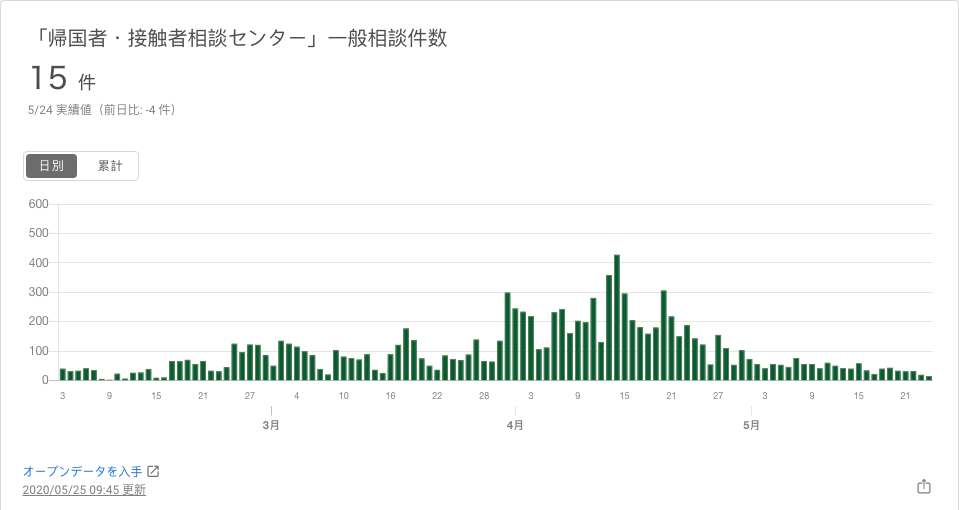 「帰国者・接触者相談センター」一般相談件数
15 件
5/24 実績値（前日比: -4 件）
日別 累計
600
500
400
300
200
100
0
3 9 15 21 27 4 10 16 22 28 3 9 15 21 27 3 9 15 21
3月 4月 5月
オープンデータを入手
2020/05/25 09:45 更新